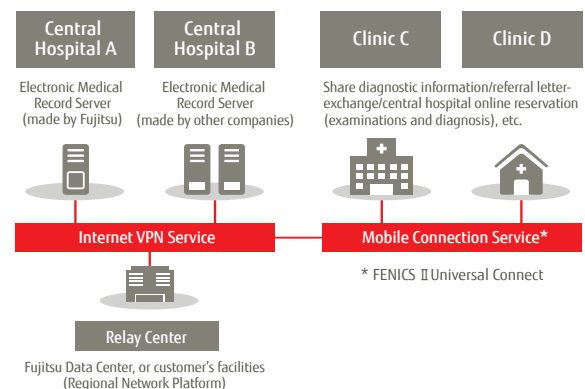 Central
Hospital A
Central
Hospital B
Clinic C
Clinic D
Electronic Medical
Record Server
(made by Fujitsu)
Electronic Medical
Record Server
(made by other companies)
Share diagnostic information/referral letter-
exchange/central hospital online reservation
(examinations and diagnosis), etc.
Internet VPN Service
Mobile Connection Service*
* FENICS Ⅱ Universal Connect
Relay Center
Fujitsu Data Center, or customer's facilities
(Regional Network Platform)